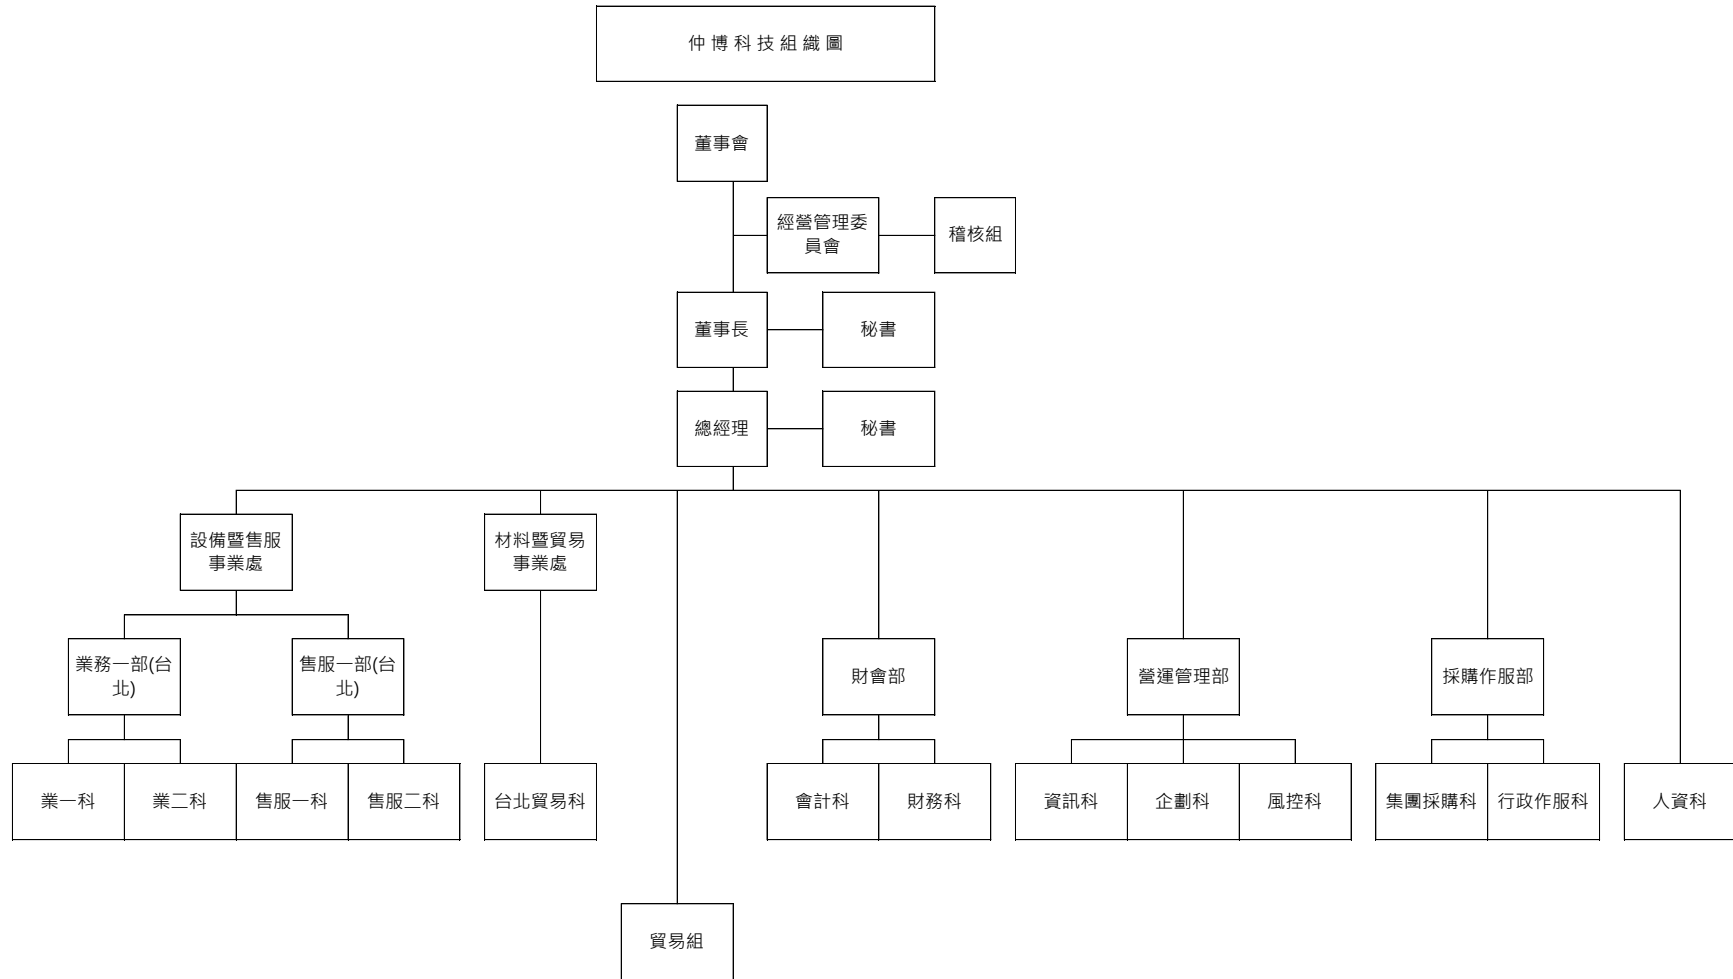 仲博科技組織圖
董事會
經營管理委
員會
稽核組
董事長
秘書
總經理
秘書
設備暨售服
事業處
材料暨貿易
事業處
業務一部(台
北)
售服一部(台
北)
財會部
營運管理部
採購作服部
業一科
業二科
售服一科
售服二科
台北貿易科
會計科
財務科
資訊科
企劃科
風控科
集團採購科
行政作服科
人資科
貿易組